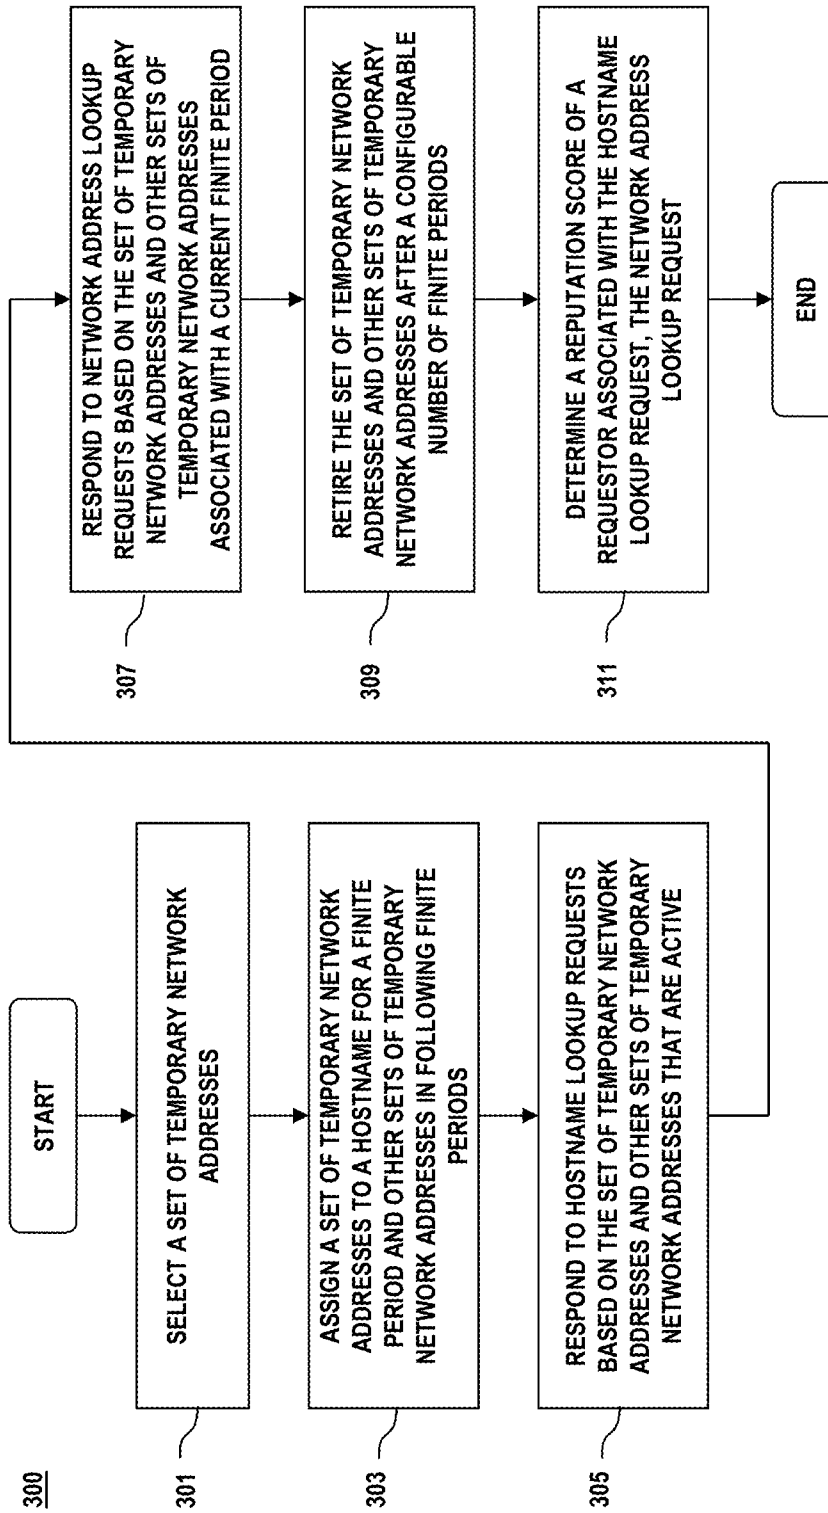 300
START
301
SELECT A SET OF TEMPORARY NETWORK
ADDRESSES
303
ASSIGN A SET OF TEMPORARY NETWORK
ADDRESSES TO A HOSTNAME FOR A FINITE
PERIOD AND OTHER SETS OF TEMPORARY
NETWORK ADDRESSES IN FOLLOWING FINITE
PERIODS
305
RESPOND TO HOSTNAME LOOKUP REQUESTS
BASED ON THE SET OF TEMPORARY NETWORK
ADDRESSES AND OTHER SETS OF TEMPORARY
NETWORK ADDRESSES THAT ARE ACTIVE
307
RESPOND TO NETWORK ADDRESS LOOKUP
REQUESTS BASED ON THE SET OF TEMPORARY
NETWORK ADDRESSES AND OTHER SETS OF
TEMPORARY NETWORK ADDRESSES
ASSOCIATED WITH A CURRENT FINITE PERIOD
309
RETIRE THE SET OF TEMPORARY NETWORK
ADDRESSES AND OTHER SETS OF TEMPORARY
NETWORK ADDRESSES AFTER A CONFIGURABLE
NUMBER OF FINITE PERIODS
311
DETERMINE A REPUTATION SCORE OF A
REQUESTOR ASSOCIATED WITH THE HOSTNAME
LOOKUP REQUEST, THE NETWORK ADDRESS
LOOKUP REQUEST
END